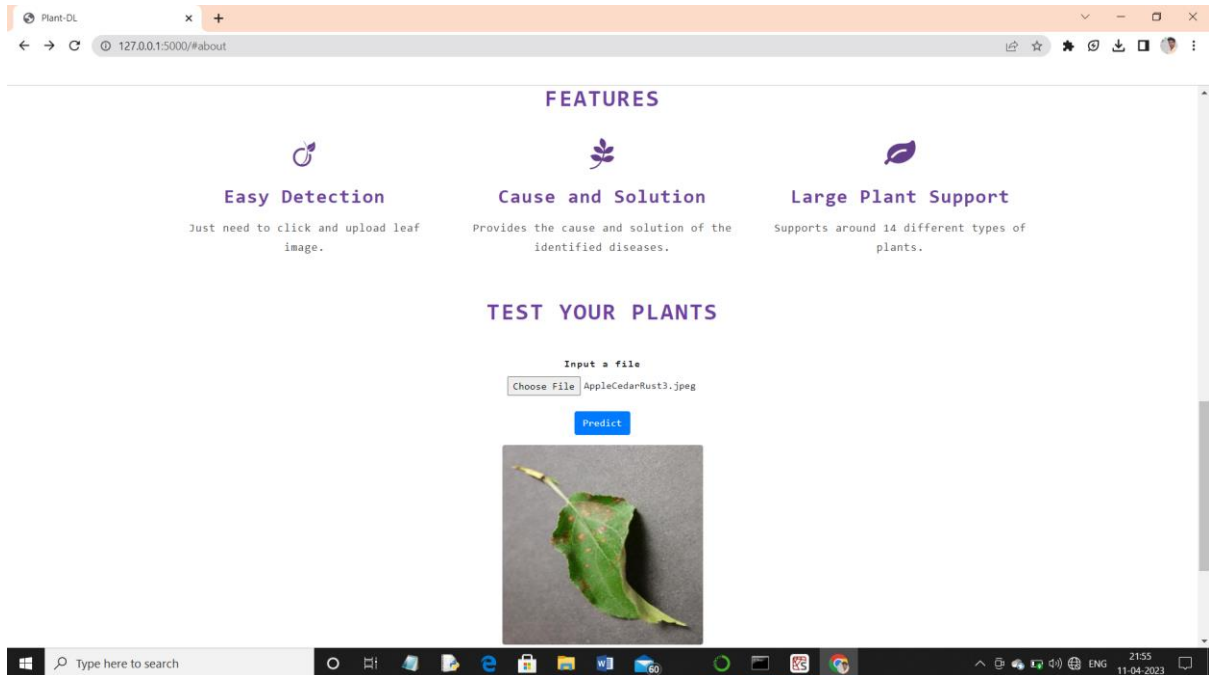 Plant-DL
127.0.0.1:5000/#about
FEATURES
Easy Detection
Just need to click and upload leaf
image.
Cause and Solution
Provides the cause and solution of the
identified diseases.
Large Plant Support
Supports around 14 different types of
plants.
TEST YOUR PLANTS
Input a file
Choose File AppleCedarRust3.jpeg
Predict
Type here to search
60
ENG
21:55
11-04-2023